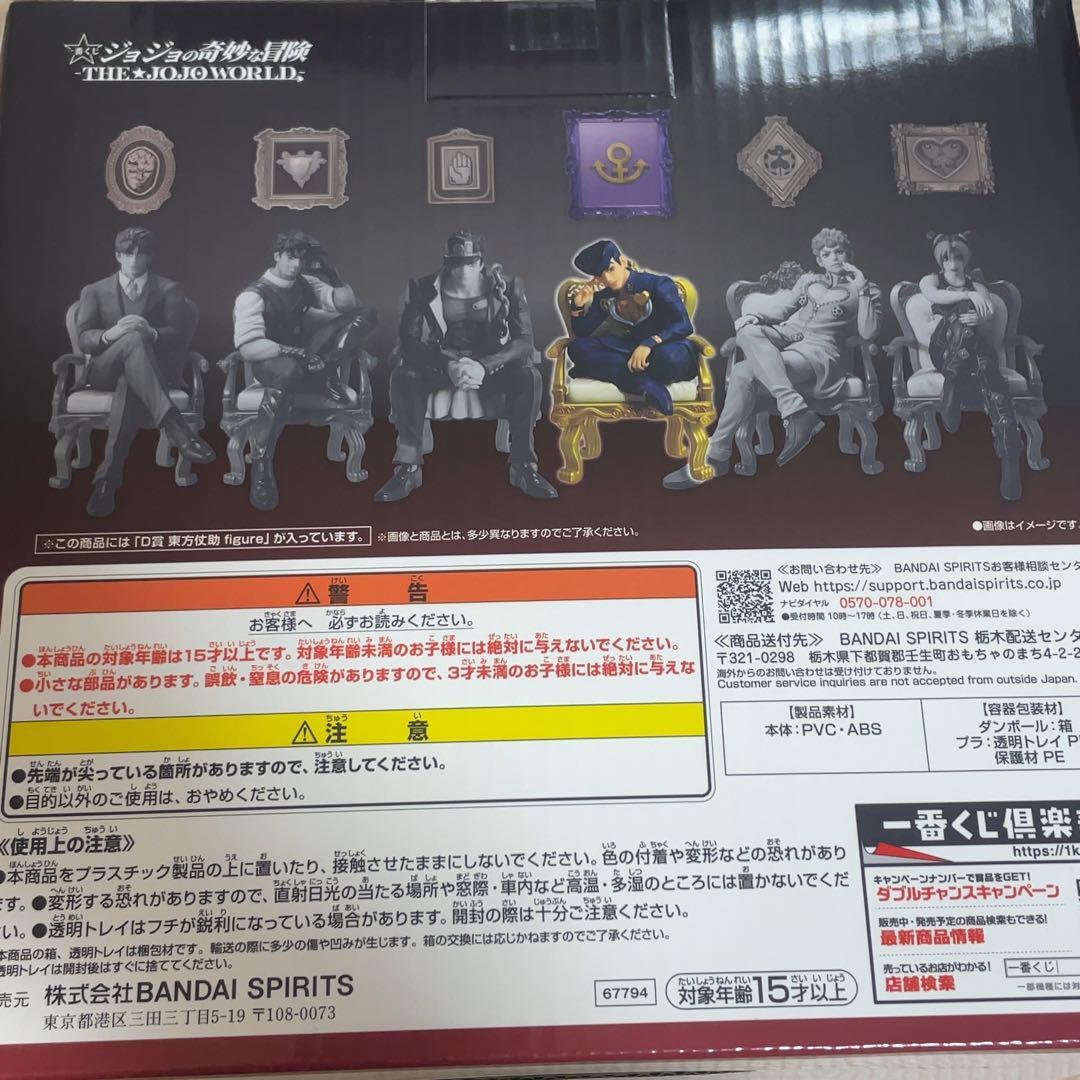 一番くじ ジョジョの奇妙な冒険
-THE★JOJO WORLD-
※この商品には「D賞 東方仗助 figure」が入っています。
※画像と商品とは、多少異なりますのでご了承ください。
●画像はイメージです。
警告
お客様へ 必ずお読みください。
●本商品の対象年齢は15才以上です。対象年齢未満のお子様には絶対に与えないでください。
●小さな部品があります。誤飲・窒息の危険がありますので、3才未満のお子様には絶対に与えな
いでください。
注意
●先端が尖っている箇所がありますので、注意してください。
●目的以外のご使用は、おやめください。
≪お問い合わせ先≫ BANDAI SPIRITSお客様相談センタ
Web https://support.bandaispirits.co.jp
ナビダイヤル 0570-078-001
●受付時間 10時~17時 (土、日、祝日、夏季・冬季休業日を除く)
≪商品送付先≫ BANDAI SPIRITS 栃木配送センタ
〒321-0298 栃木県下都賀郡壬生町おもちゃのまち4-2-2
海外からのお問い合わせは受け付けておりません。
Customer service inquiries are not accepted from outside Japan.
【製品素材】
本体:PVC・ABS
【容器包装材】
ダンボール:箱
プラ:透明トレイ P
保護材 PE
≪使用上の注意≫
●本商品をプラスチック製品の上に置いたり、接触させたままにしないでください。色の付着や変形などの恐れがあり
ます。●変形する恐れがありますので、直射日光の当たる場所や窓際・車内など高温・多湿のところには置かないでくだ
い。●透明トレイはフチが鋭利になっている場合があります。開封の際は十分ご注意ください。
本商品の箱、透明トレイは梱包材です。輸送の際に多少の傷や凹みが生じます。箱の交換には応じかねますのでご了承ください。
透明トレイは開封後はすぐに捨ててください。
売元 株式会社BANDAI SPIRITS
東京都港区三田三丁目5-19 〒108-0073
67794
対象年齢15才以上
一番くじ倶楽
https://1k
キャンペーンナンバーで賞品をGET!
ダブルチャンスキャンペーン
販売中・発売予定の商品検索もできる!
最新商品情報
売っているお店がわかる!
店舗検索
一番くじ
一部機種には対